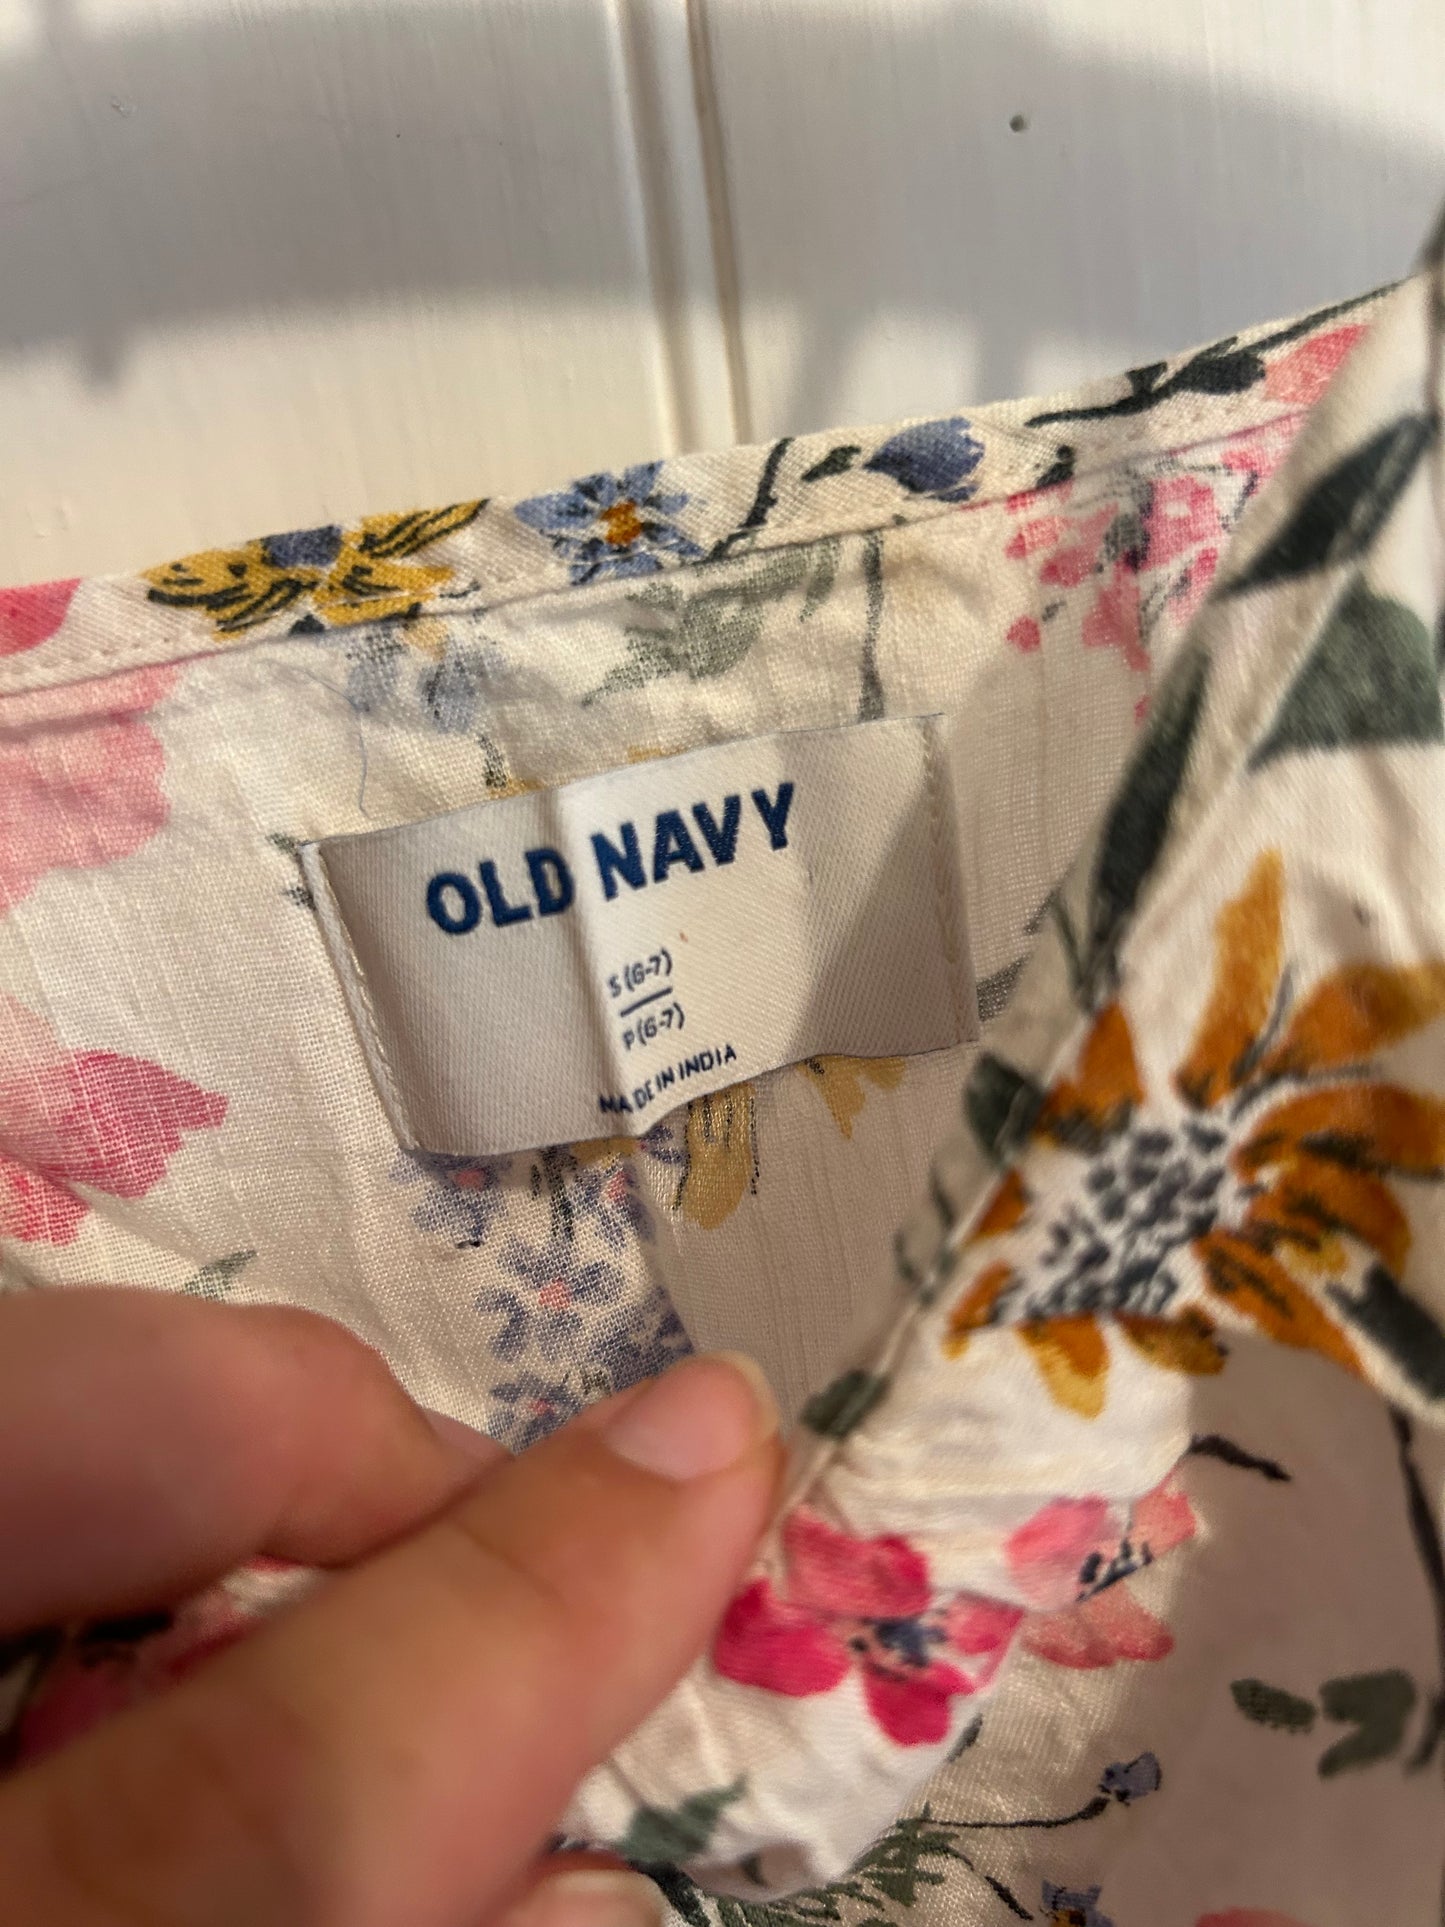 OLD NAVY
S (6-7)
P (6-7)
MADE IN INDIA